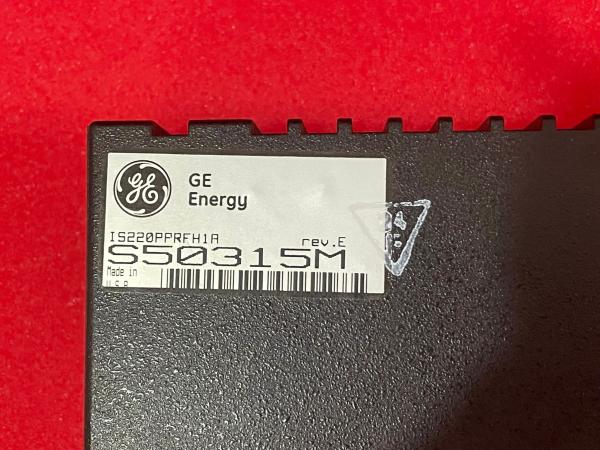 GE
GE
Energy
IS220PPRFH1A rev.E
S50315M
Made in
U.S.A